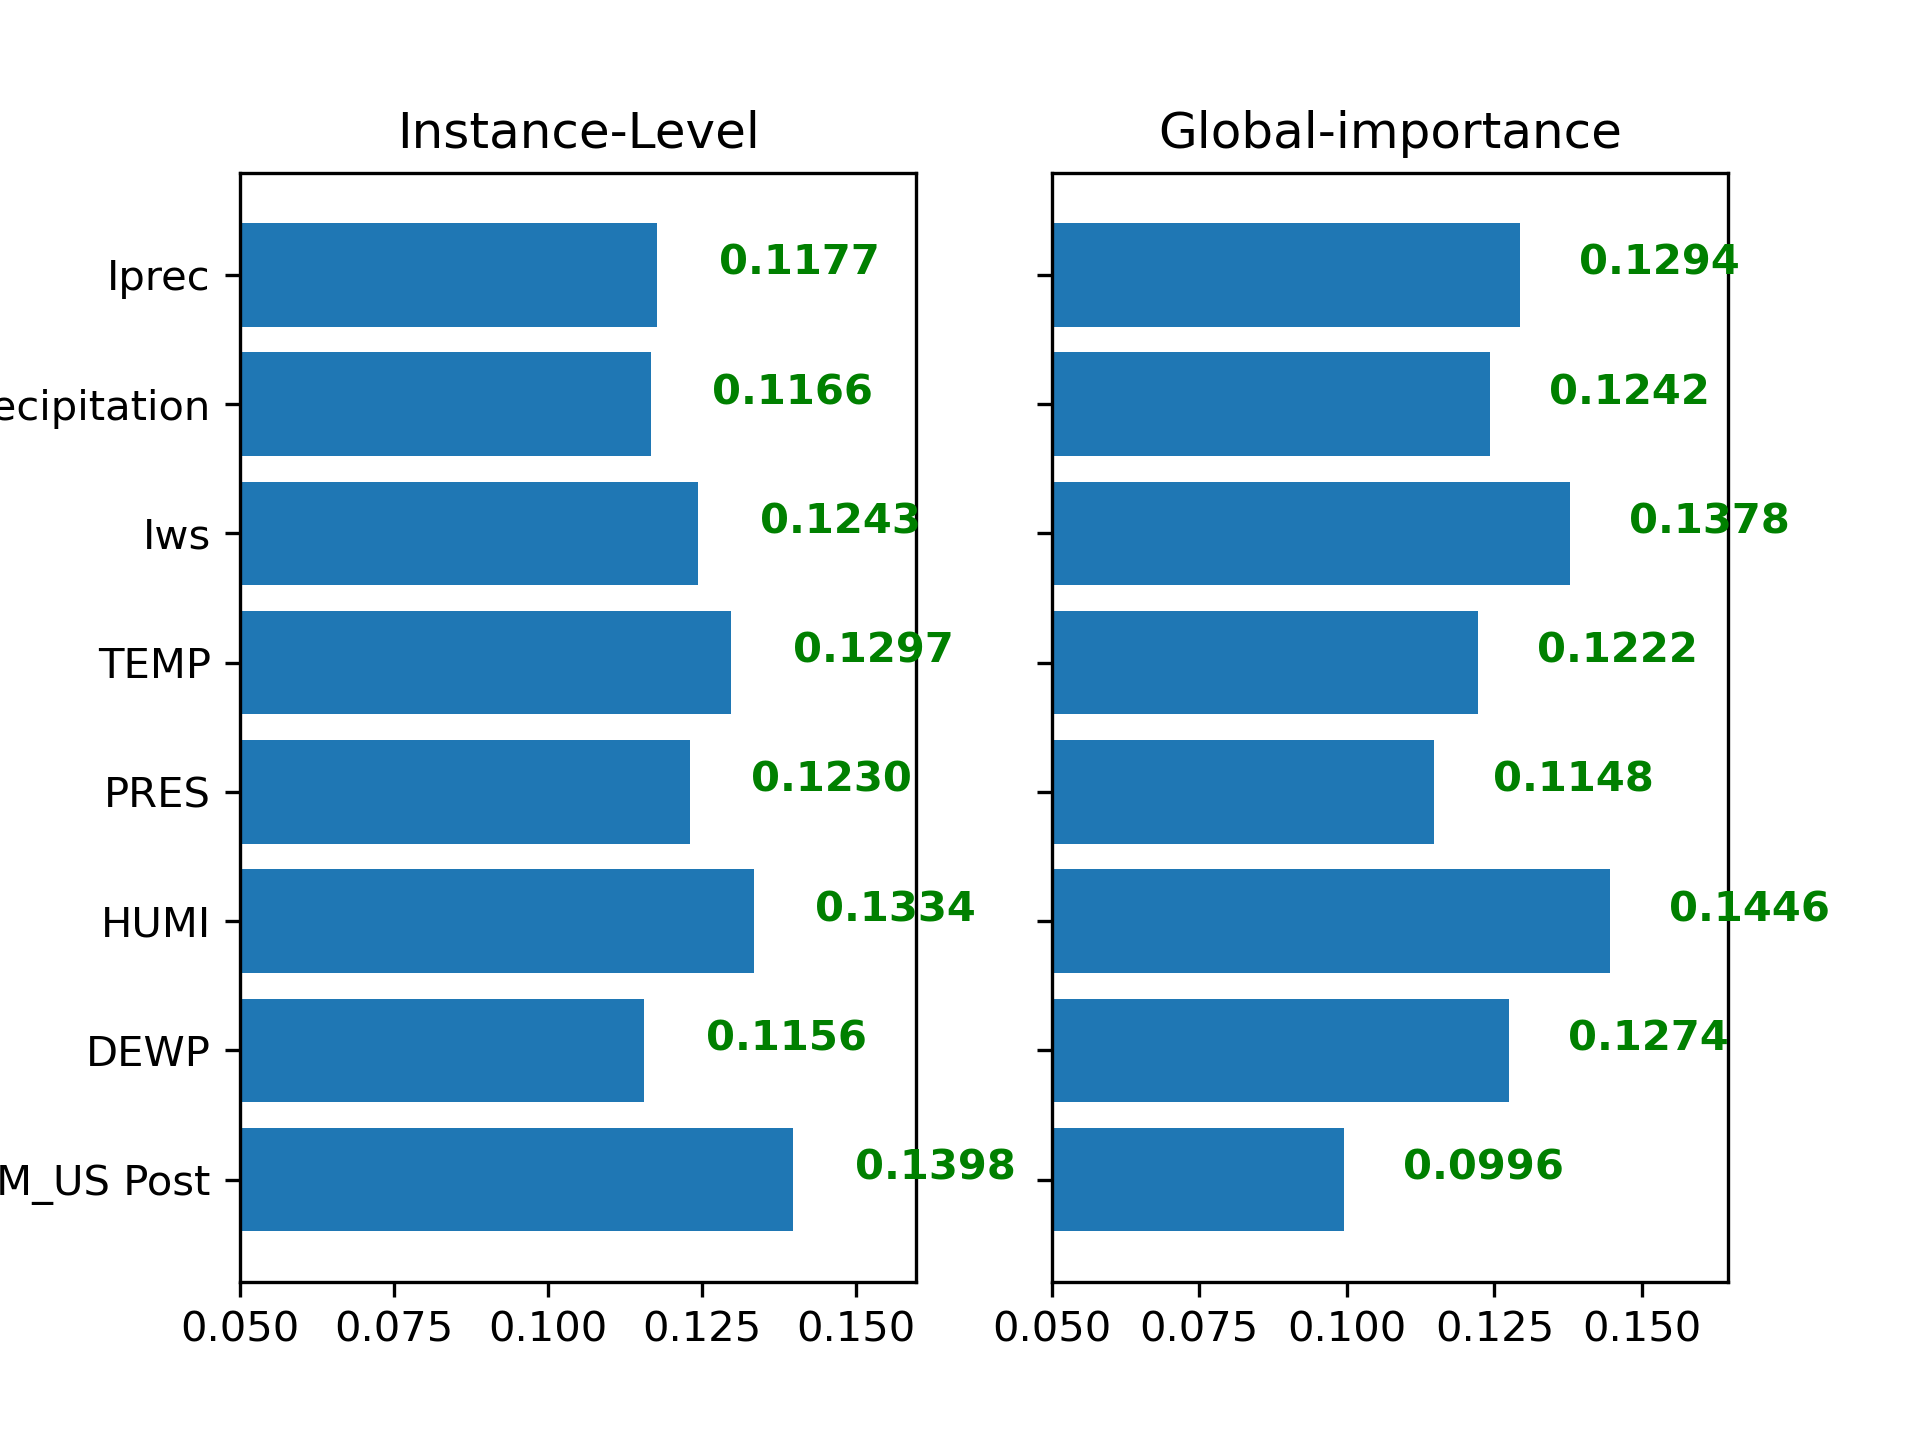 Instance-Level
Iprec 0.1177
ecipitation 0.1166
Iws 0.1243
TEMP 0.1297
PRES 0.1230
HUMI 0.1334
DEWP 0.1156
M_US Post 0.1398
0.050 0.075 0.100 0.125 0.150
Global-importance
0.1294
0.1242
0.1378
0.1222
0.1148
0.1446
0.1274
0.0996
0.050 0.075 0.100 0.125 0.150